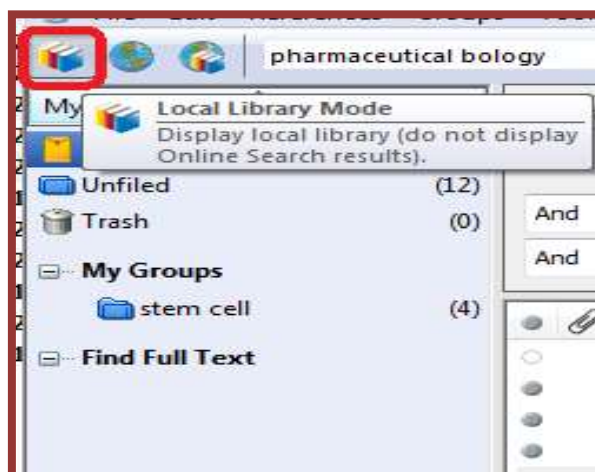 pharmaceutical biology
My
Local Library Mode
Display local library (do not display
Online Search results).
Unfiled (12)
Trash (0)
And
And
My Groups
stem cell (4)
Find Full Text